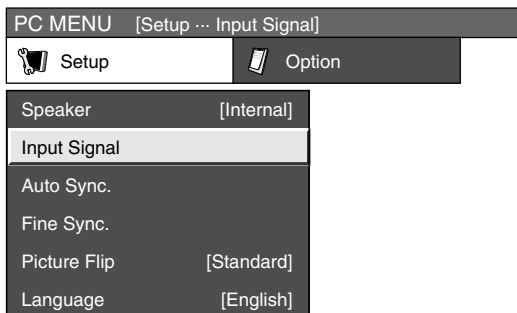 PC MENU [Setup ··· Input Signal]
Setup Option
Speaker [Internal]
Input Signal
Auto Sync.
Fine Sync.
Picture Flip [Standard]
Language [English]